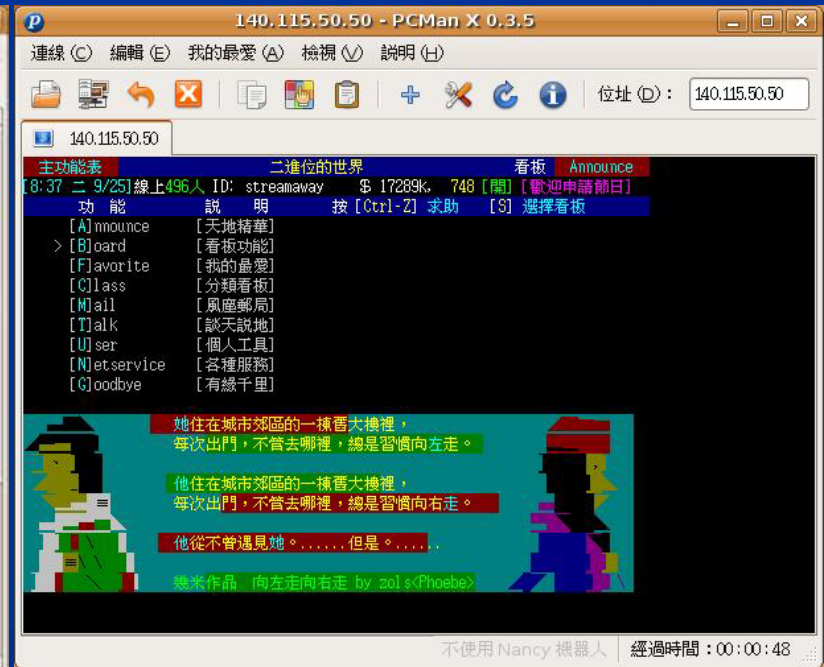 140.115.50.50 - PCMan X 0.3.5
連線(C) 編輯(E) 我的最愛(A) 檢視(V) 説明(H)
位址(D)： 140.115.50.50
140.115.50.50
主功能表 二進位的世界 看板 Announce
[8:37 二 9/25]線上496人 ID: streamaway $ 17289k, 748 [開] [歡迎申請節目]
功 能 説 明 按[Ctrl-Z] 求助 [S] 選擇看板
[A]nnounce [天地精華]
> [B]oard [看板功能]
[F]avorite [我的最愛]
[C]lass [分類看板]
[M]ail [風塵郵局]
[T]alk [談天説地]
[U]ser [個人工具]
[N]etservice [各種服務]
[G]oodbye [有緣千里]
她住在城市郊區的一棟舊大樓裡，
每次出門，不管去哪裡，總是習慣向左走。
他住在城市郊區的一棟舊大樓裡，
每次出門，不管去哪裡，總是習慣向右走。
他從不曾遇見她。......但是。......
幾米作品 向左走向右走 by zols<Phoebe>
不使用 Nancy 機器人 經過時間：00:00:48